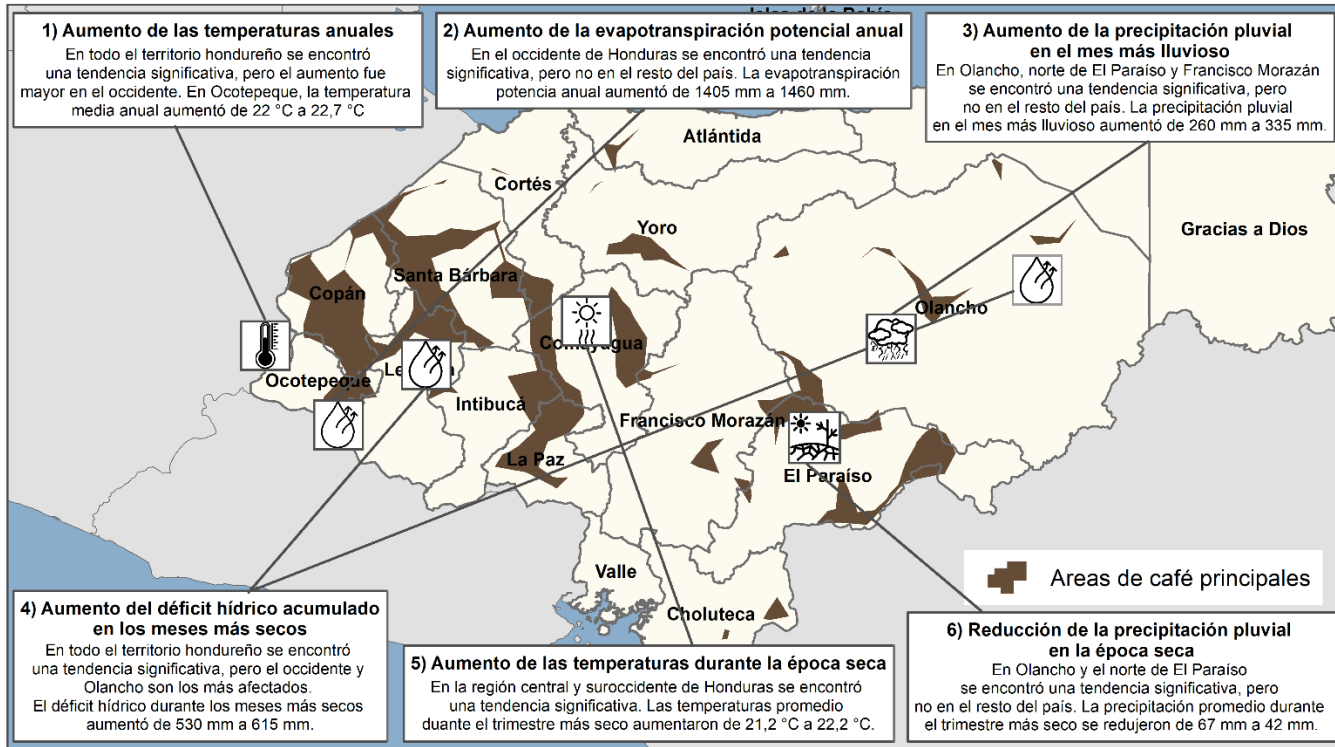 Islas de la Bahía
1) Aumento de las temperaturas anuales
En todo el territorio hondureño se encontró
una tendencia significativa, pero el aumento fue
mayor en el occidente. En Ocotepeque, la temperatura
media anual aumentó de 22 °C a 22,7 °C
2) Aumento de la evapotranspiración potencial anual
En el occidente de Honduras se encontró una tendencia
significativa, pero no en el resto del país. La evapotranspiración
potencia anual aumentó de 1405 mm a 1460 mm.
3) Aumento de la precipitación pluvial
en el mes más lluvioso
En Olancho, norte de El Paraíso y Francisco Morazán
se encontró una tendencia significativa, pero
no en el resto del país. La precipitación pluvial
en el mes más lluvioso aumentó de 260 mm a 335 mm.
Atlántida
Cortés
Yoro
Gracias a Dios
Santa Bárbara
Copán
Olancho
Comayagua
Ocotepeque
Intibucá
Francisco Morazán
La Paz
El Paraíso
Valle
Choluteca
Areas de café principales
4) Aumento del déficit hídrico acumulado
en los meses más secos
En todo el territorio hondureño se encontró
una tendencia significativa, pero el occidente y
Olancho son los más afectados.
El déficit hídrico durante los meses más secos
aumentó de 530 mm a 615 mm.
5) Aumento de las temperaturas durante la época seca
En la región central y suroccidente de Honduras se encontró
una tendencia significativa. Las temperaturas promedio
duante el trimestre más seco aumentaron de 21,2 °C a 22,2 °C.
6) Reducción de la precipitación pluvial
en la época seca
En Olancho y el norte de El Paraíso
se encontró una tendencia significativa, pero
no en el resto del país. La precipitación promedio durante
el trimestre más seco se redujeron de 67 mm a 42 mm.